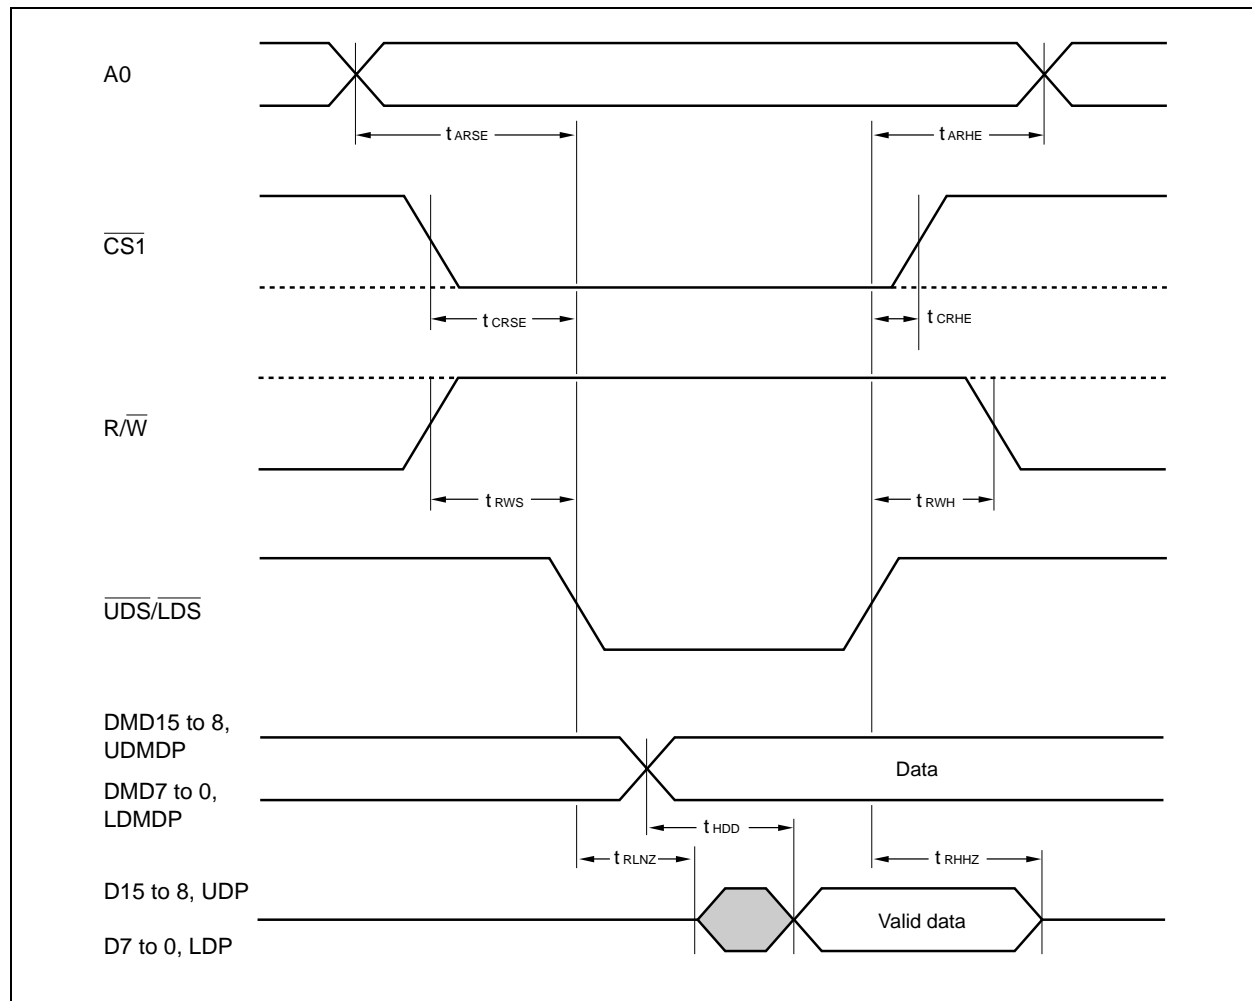 A0
t ARSE
t ARHE
CS1
t CRSE
t CRHE
R/W
t RWS
t RWH
UDS/LDS
DMD15 to 8,
UDMDP
Data
DMD7 to 0,
LDMDP
t HDD
t RLNZ
t RHHZ
D15 to 8, UDP
Valid data
D7 to 0, LDP